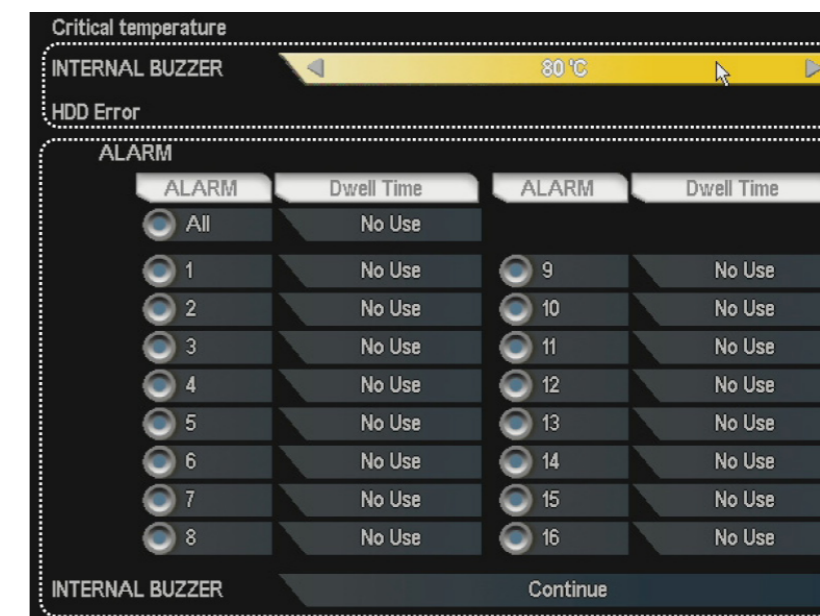 Critical temperature
INTERNAL BUZZER 80 'C
HDD Error
ALARM
ALARM Dwell Time ALARM Dwell Time
All No Use
1 No Use 9 No Use
2 No Use 10 No Use
3 No Use 11 No Use
4 No Use 12 No Use
5 No Use 13 No Use
6 No Use 14 No Use
7 No Use 15 No Use
8 No Use 16 No Use
INTERNAL BUZZER Continue